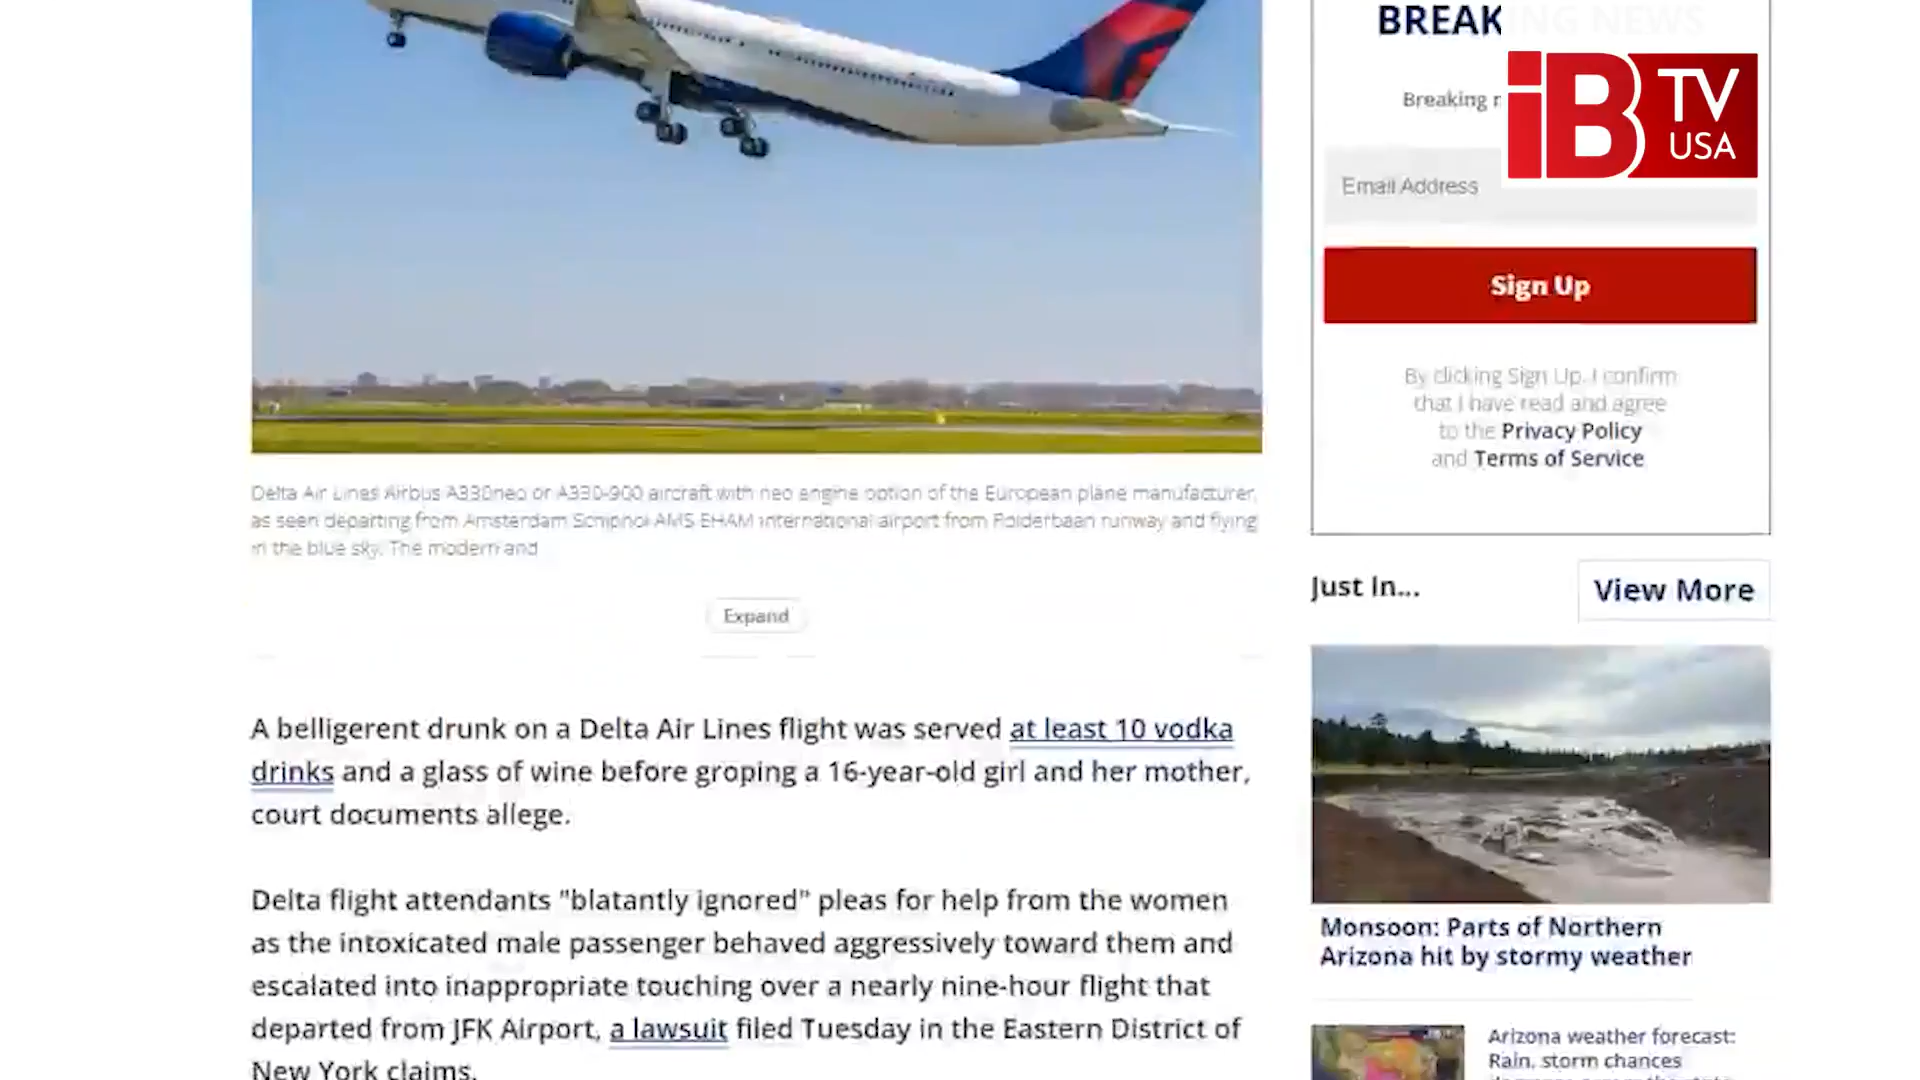 BREAKING NEWS
iB TV
USA
Breaking
Email Address
Sign Up
By clicking Sign Up, I confirm
that I have read and agree
to the Privacy Policy
and Terms of Service
Delta Air Lines Airbus A330neo or A330-900 aircraft with neo engine option of the European plane manufacturer,
as seen departing from Amsterdam Schiphol AMS EHAM international airport from Polderbaan runway and flying
in the blue sky. The modern and
Expand
A belligerent drunk on a Delta Air Lines flight was served at least 10 vodka
drinks and a glass of wine before groping a 16-year-old girl and her mother,
court documents allege.
Delta flight attendants "blatantly ignored" pleas for help from the women
as the intoxicated male passenger behaved aggressively toward them and
escalated into inappropriate touching over a nearly nine-hour flight that
departed from JFK Airport, a lawsuit filed Tuesday in the Eastern District of
New York claims.
Just In...
View More
Monsoon: Parts of Northern
Arizona hit by stormy weather
Arizona weather forecast:
Rain, storm chances